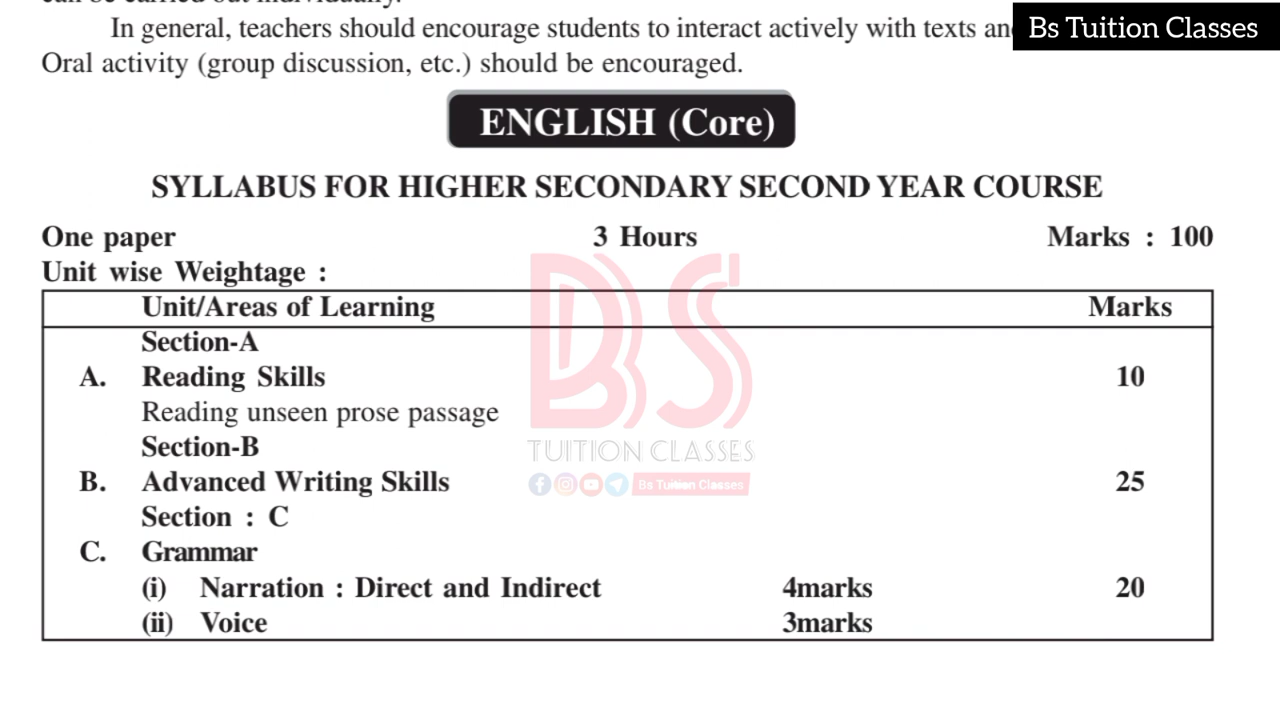 In general, teachers should encourage students to interact actively with texts
Bs Tuition Classes
Oral activity (group discussion, etc.) should be encouraged.
ENGLISH (Core)
SYLLABUS FOR HIGHER SECONDARY SECOND YEAR COURSE
One paper 3 Hours Marks : 100
Unit wise Weightage :
Unit/Areas of Learning Marks
Section-A
A. Reading Skills 10
Reading unseen prose passage
Section-B
B. Advanced Writing Skills 25
Section : C
C. Grammar
(i) Narration : Direct and Indirect 4marks 20
(ii) Voice 3marks
BS
TUITION CLASSES
Bs Tuition Classes